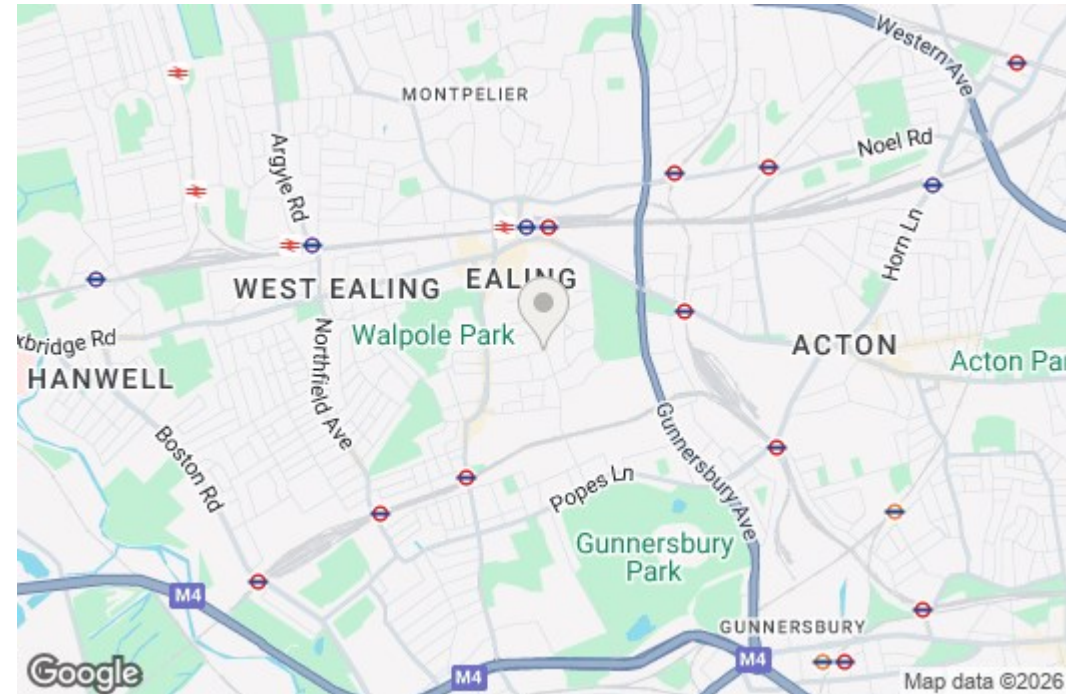 Western Ave
MONTPELIER
Noel Rd
Argyle Rd
Horn Ln
WEST EALING
EALING
Walpole Park
ACTON
xbridge Rd
Acton Par
HANWELL
Northfield Ave
Gunnersbury Ave
Boston Rd
Popes Ln
Gunnersbury
Park
M4
GUNNERSBURY
M4
M4
Google
Map data ©2026